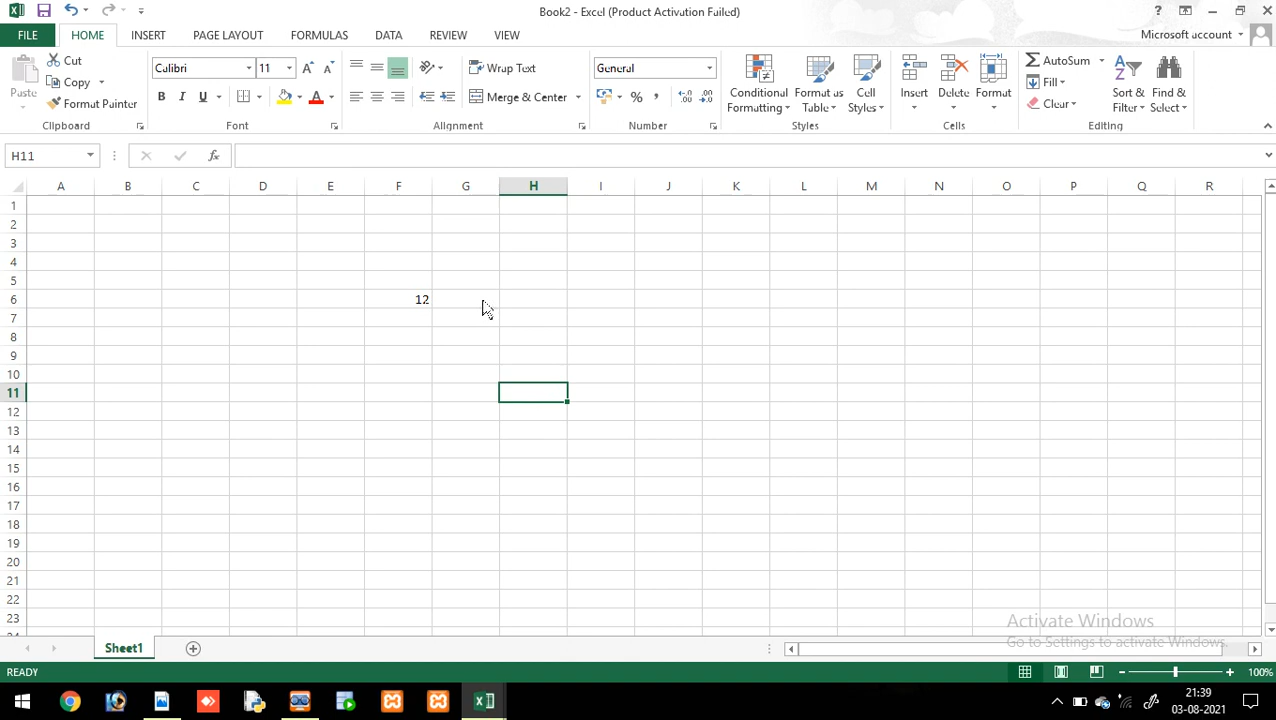 Book2 - Excel (Product Activation Failed)
?
FILE HOME INSERT PAGE LAYOUT FORMULAS DATA REVIEW VIEW Microsoft account
Paste
Cut
Copy
Format Painter
Clipboard
Calibri 11
B I U A
Font
Wrap Text
Merge & Center
Alignment
General
% ,
Number
Conditional Formatting
Format as Table
Cell Styles
Styles
Insert
Delete
Format
Cells
AutoSum
Fill
Clear
Sort & Filter
Find & Select
Editing
H11 fx
A B C D E F G H I J K L M N O P Q R
1
2
3
4
5
6 12
7
8
9
10
11
12
13
14
15
16
17
18
19
20
21
22
23
24
Activate Windows
Go to Settings to activate Windows.
Sheet1
READY 100%
21:39
03-08-2021